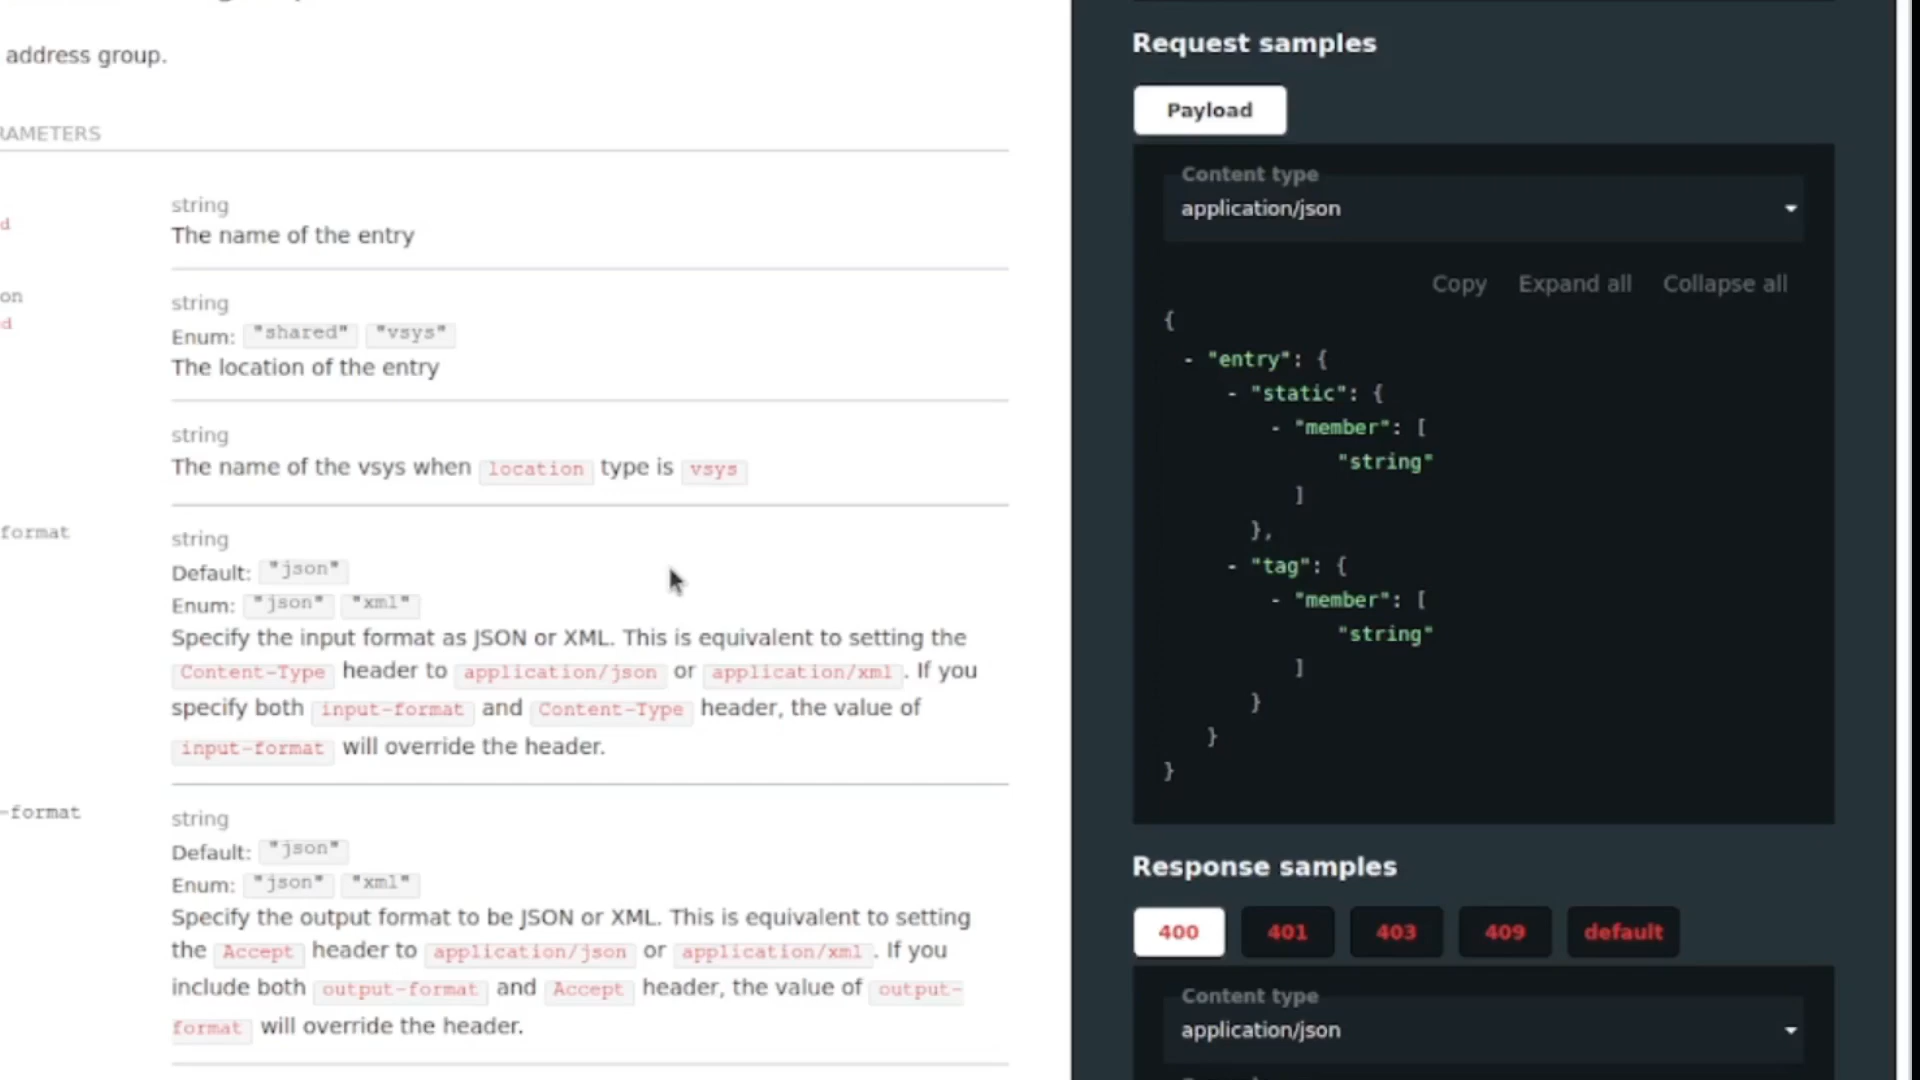 address group.
RAMETERS
d
string
The name of the entry
on
d
string
Enum: "shared" "vsys"
The location of the entry
string
The name of the vsys when location type is vsys
format
string
Default: "json"
Enum: "json" "xml"
Specify the input format as JSON or XML. This is equivalent to setting the
Content-Type header to application/json or application/xml. If you
specify both input-format and Content-Type header, the value of
input-format will override the header.
-format
string
Default: "json"
Enum: "json" "xml"
Specify the output format to be JSON or XML. This is equivalent to setting
the Accept header to application/json or application/xml. If you
include both output-format and Accept header, the value of output-
format will override the header.
Request samples
Payload
Content type
application/json
Copy Expand all Collapse all
{
- "entry": {
- "static": {
- "member": [
"string"
]
},
- "tag": {
- "member": [
"string"
]
}
}
}
Response samples
400 401 403 409 default
Content type
application/json